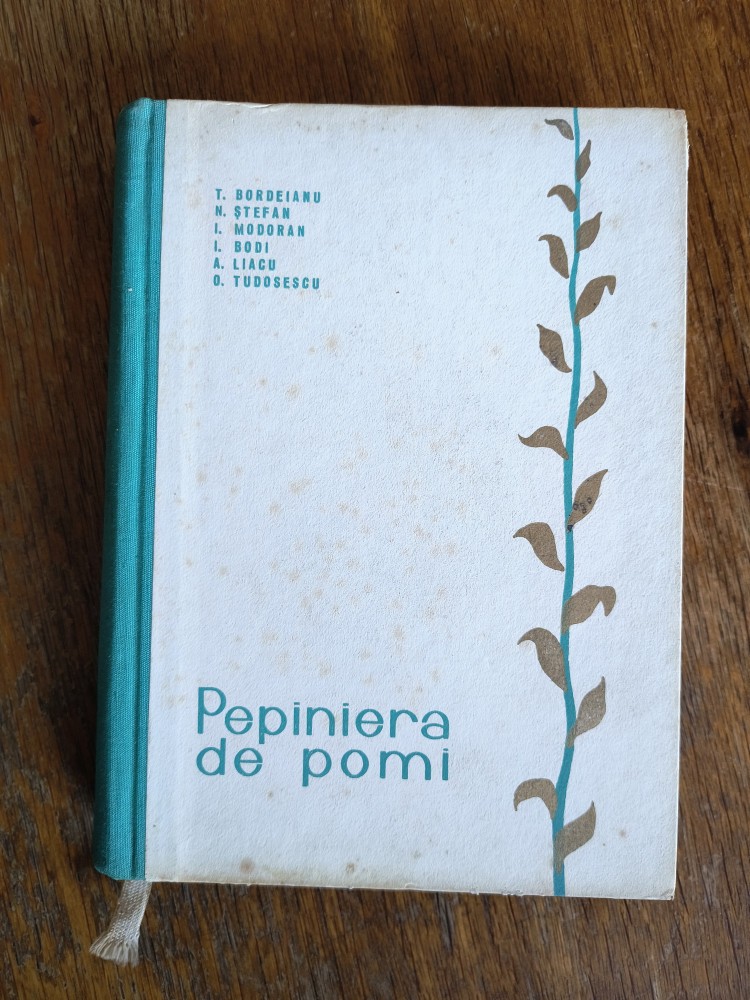 T. BORDEIANU
N. ȘTEFAN
I. MODORAN
I. BODI
A. LIACU
O. TUDOSESCU
Pepiniera
de pomi